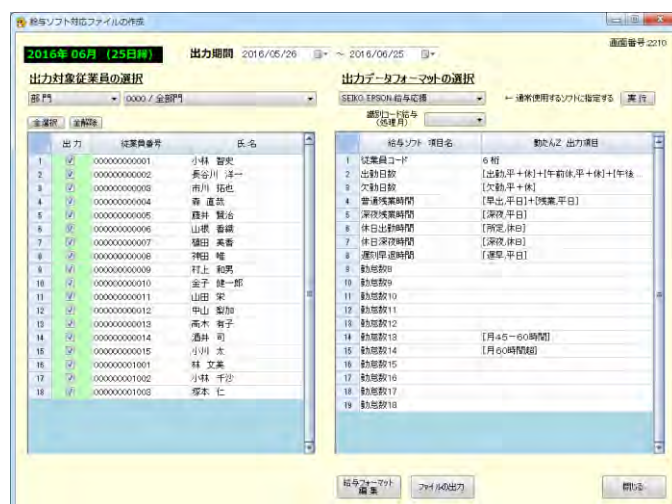 給与ソフト対応ファイルの作成
画面番号:2210
2016年 06月 (25日締) 出力期間 2016/05/26 ~ 2016/06/25
出力対象従業員の選択
部門 0000 / 全部門
全選択 全解除
出力 従業員番号 氏名
1 000000000001 小林 智史
2 000000000002 長谷川 洋一
3 000000000003 市川 拓也
4 000000000004 森 直哉
5 000000000005 藤井 賢治
6 000000000006 山根 香織
7 000000000007 植田 美香
8 000000000008 神田 隆
9 000000000009 村上 和男
10 000000000010 金子 健一郎
11 000000000011 山田 栄
12 000000000012 中山 梨加
13 000000000013 高木 有子
14 000000000014 酒井 司
15 000000000015 小川 太
16 000000001001 林 文美
17 000000001002 小林 千沙
18 000000001003 塚本 仁
出力データフォーマットの選択
SEIKO EPSON 給与応援 ← 通常使用するソフトに指定する 実行
識別コード給与
(処理月)
給与ソフト 項目名 勤たんZ 出力項目
1 従業員コード 6 桁
2 出勤日数 [出勤,平+休]+[午前休,平+休]+[午後...
3 欠勤日数 [欠勤,平+休]
4 普通残業時間 [早出,平日]+[残業,平日]
5 深夜残業時間 [深夜,平日]
6 休日出勤時間 [所定,休日]
7 休日深夜時間 [深夜,休日]
8 遅刻早退時間 [遅早,平日]
9 勤怠数8
10 勤怠数9
11 勤怠数10
12 勤怠数11
13 勤怠数12
14 勤怠数13 [月45-60時間]
15 勤怠数14 [月60時間超]
16 勤怠数15
17 勤怠数16
18 勤怠数17
19 勤怠数18
給与フォーマット
編集
ファイルの出力
閉じる